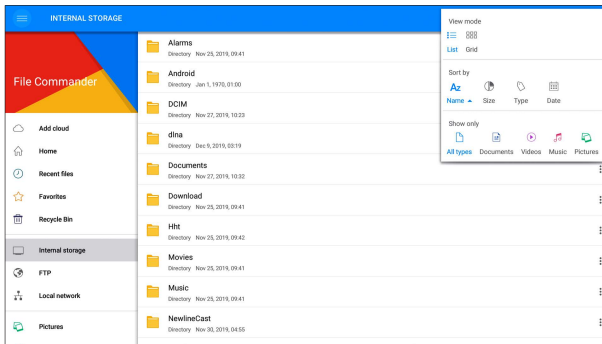 INTERNAL STORAGE
File Commander
Add cloud
Home
Recent files
Favorites
Recycle Bin
Internal storage
FTP
Local network
Pictures
Alarms
Directory Nov 25, 2019, 09:41
Android
Directory Jan 1, 1970, 01:00
DCIM
Directory Nov 27, 2019, 10:23
dlna
Directory Dec 9, 2019, 03:19
Documents
Directory Nov 27, 2019, 10:32
Download
Directory Nov 25, 2019, 09:41
Hht
Directory Nov 25, 2019, 09:42
Movies
Directory Nov 25, 2019, 09:41
Music
Directory Nov 25, 2019, 09:41
NewlineCast
Directory Nov 30, 2019, 04:55
View mode
List Grid
Sort by
Az
Name Size Type Date
Show only
All types Documents Videos Music Pictures